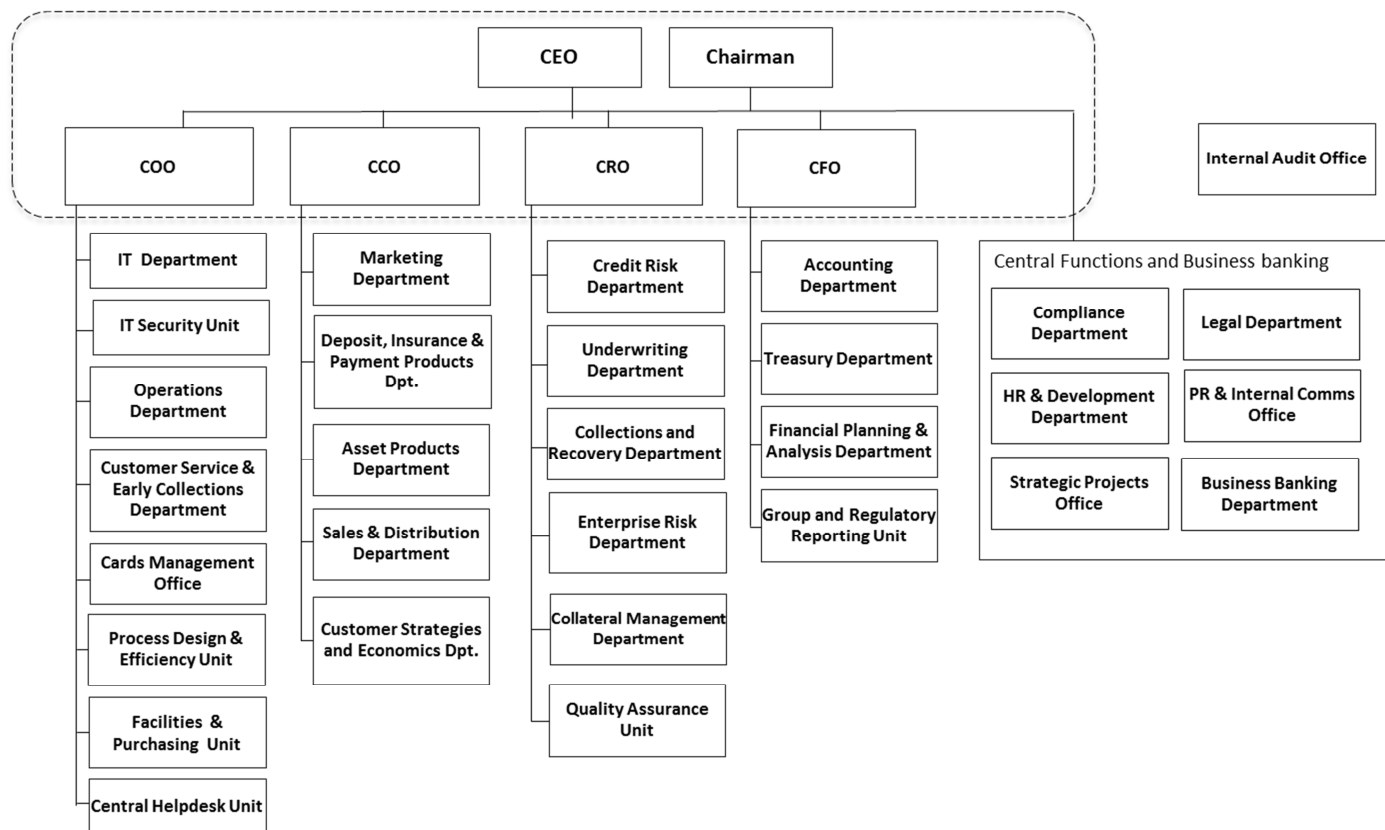 CEO
Chairman
COO
CCO
CRO
CFO
Internal Audit Office
IT Department
IT Security Unit
Operations
Department
Customer Service &
Early Collections
Department
Cards Management
Office
Process Design &
Efficiency Unit
Facilities &
Purchasing Unit
Central Helpdesk Unit
Marketing
Department
Deposit, Insurance &
Payment Products
Dpt.
Asset Products
Department
Sales & Distribution
Department
Customer Strategies
and Economics Dpt.
Credit Risk
Department
Underwriting
Department
Collections and
Recovery Department
Enterprise Risk
Department
Collateral Management
Department
Quality Assurance
Unit
Accounting
Department
Treasury Department
Financial Planning &
Analysis Department
Group and Regulatory
Reporting Unit
Central Functions and Business banking
Compliance
Department
Legal Department
HR & Development
Department
PR & Internal Comms
Office
Strategic Projects
Office
Business Banking
Department